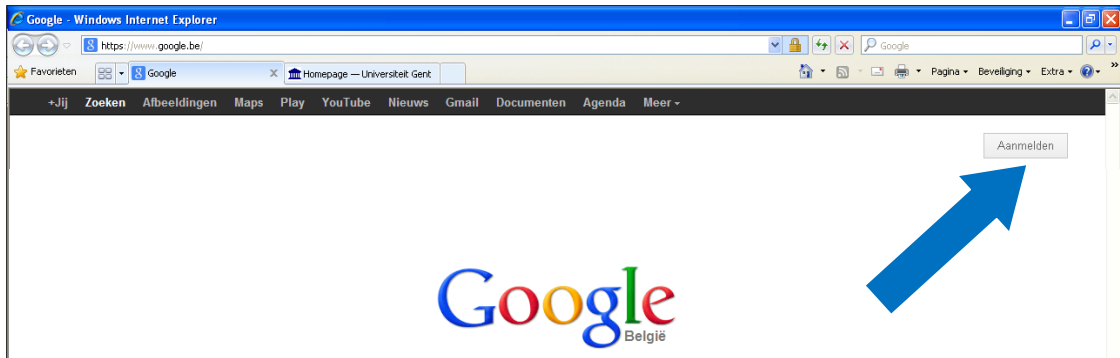 Google - Windows Internet Explorer
https://www.google.be/
Google
Favorieten Google Homepage — Universiteit Gent Pagina Beveiliging Extra »
+Jij Zoeken Afbeeldingen Maps Play YouTube Nieuws Gmail Documenten Agenda Meer
Aanmelden
Google
België